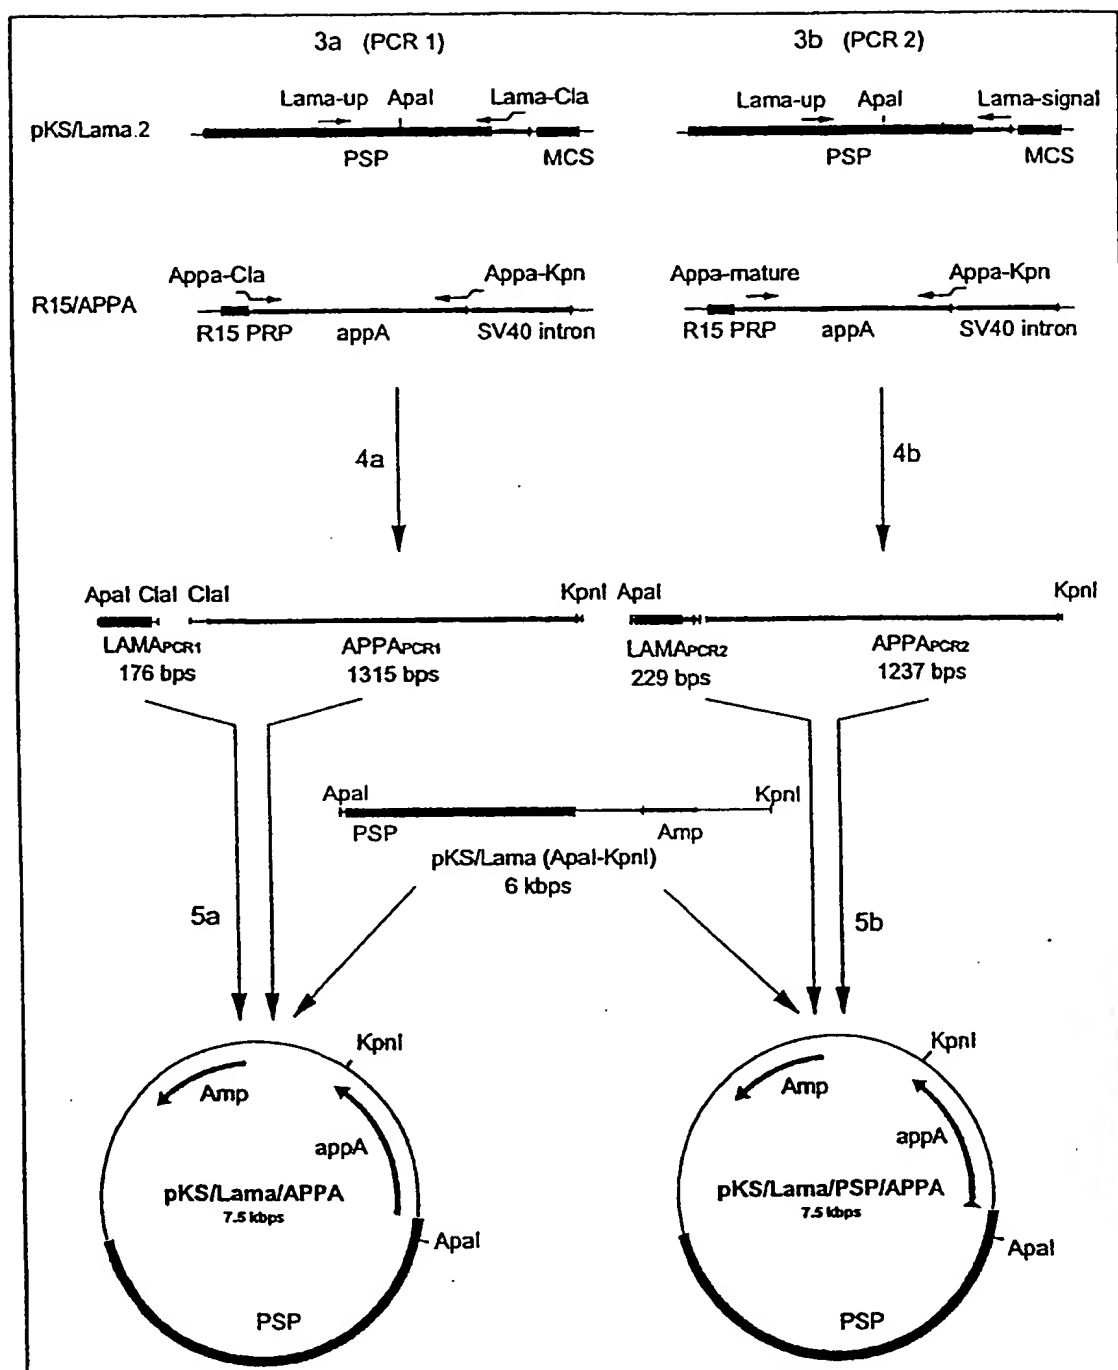 3a (PCR 1) 3b (PCR 2)
Lama-up ApaI Lama-Cla Lama-up ApaI Lama-signal
pKS/Lama.2
PSP MCS PSP MCS
Appa-Cla Appa-Kpn Appa-mature Appa-Kpn
R15/APPA
R15 PRP appA SV40 intron R15 PRP appA SV40 intron
4a 4b
ApaI ClaI ClaI KpnI ApaI KpnI
LAMAPCR1 APPAPCR1 LAMAPCR2 APPAPCR2
176 bps 1315 bps 229 bps 1237 bps
ApaI KpnI
PSP Amp
pKS/Lama (ApaI-KpnI)
6 kbps
5a 5b
KpnI KpnI
Amp Amp
appA appA
pKS/Lama/APPA pKS/Lama/PSP/APPA
7.5 kbps 7.5 kbps
ApaI ApaI
PSP PSP